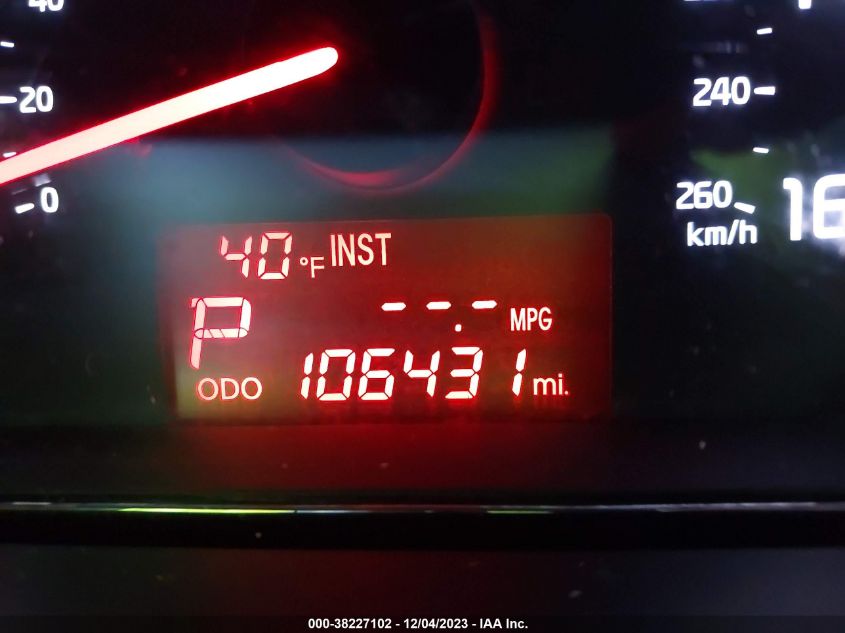 40
20
0
240
260
km/h
16
40°F INST
P --.- MPG
ODO 106431 mi.
000-38227102 - 12/04/2023 - IAA Inc.